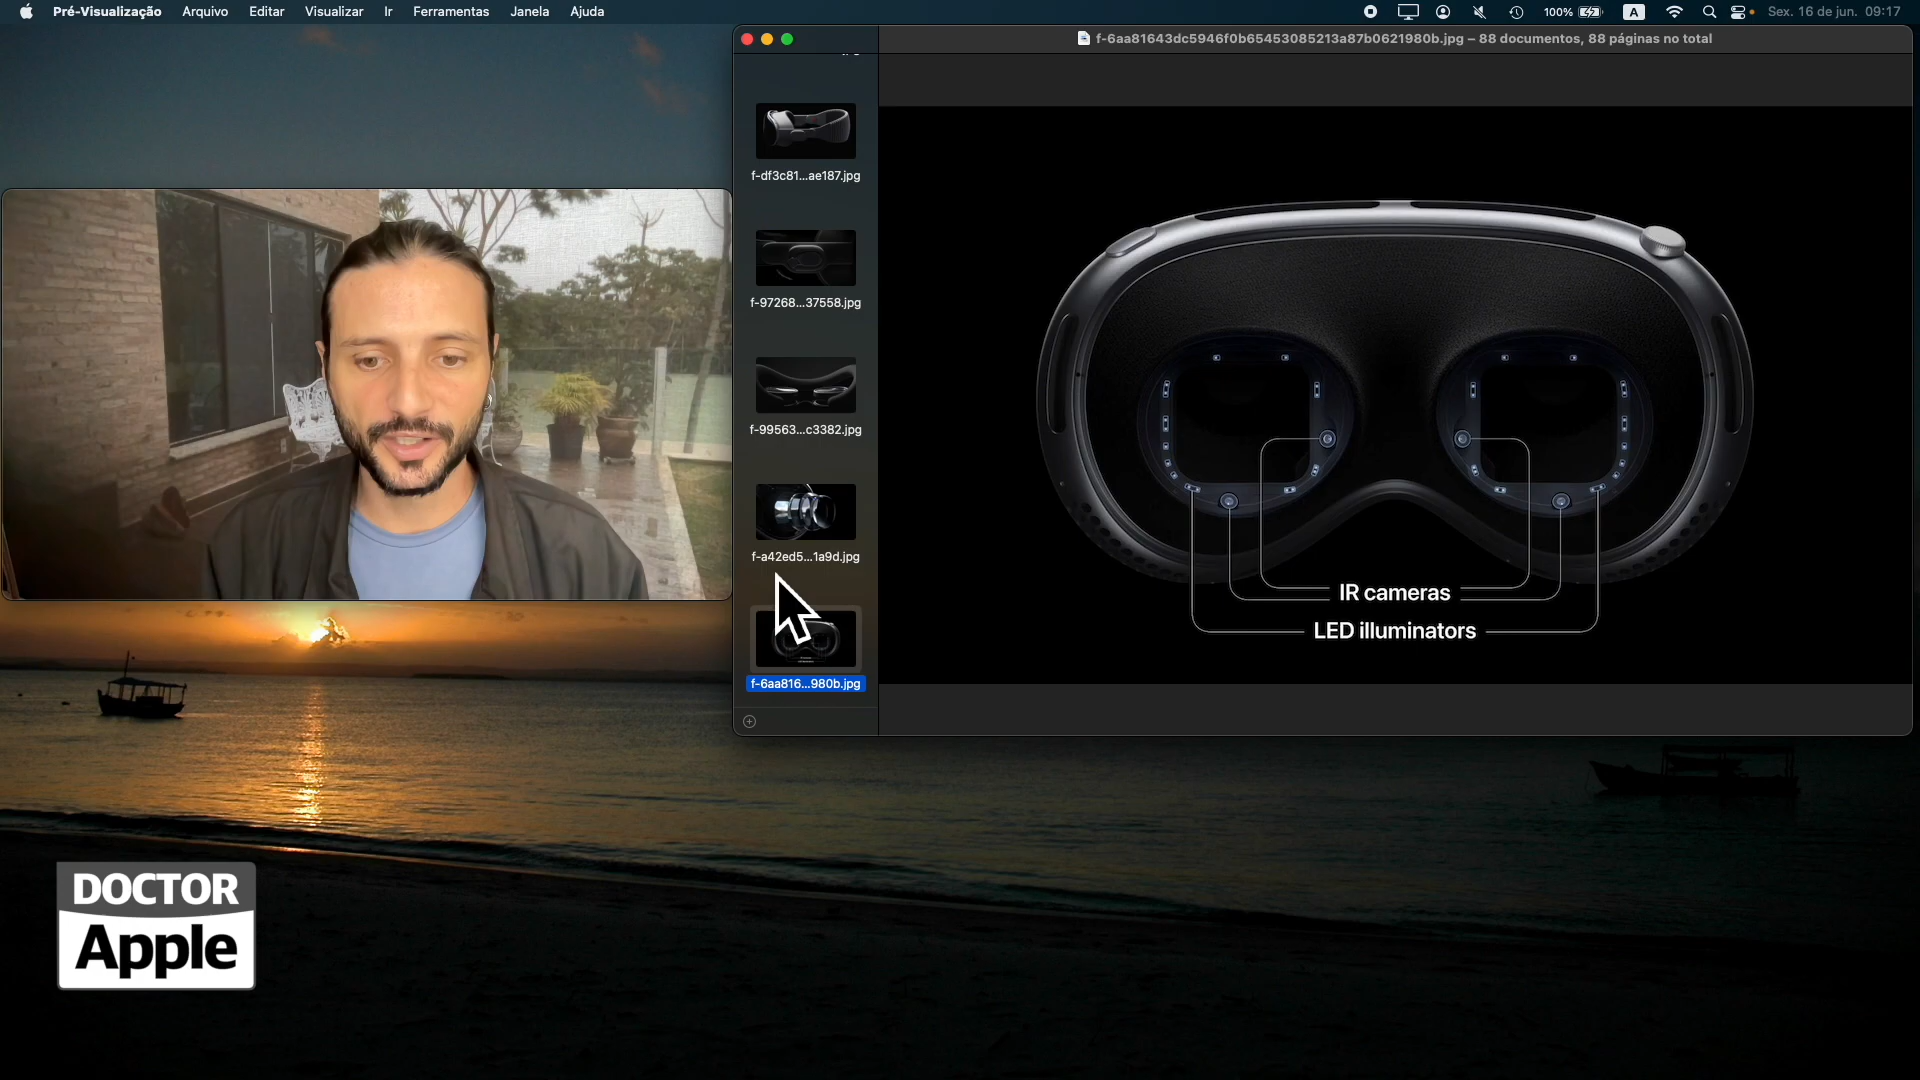 Pré-Visualização Arquivo Editar Visualizar Ir Ferramentas Janela Ajuda
100% A Sex. 16 de jun. 09:17
f-6aa81643dc5946f0b65453085213a87b0621980b.jpg – 88 documentos, 88 páginas no total
f-df3c81...ae187.jpg
f-97268...37558.jpg
f-99563...c3382.jpg
f-a42ed5...1a9d.jpg
f-6aa816...980b.jpg
IR cameras
LED illuminators
DOCTOR
Apple